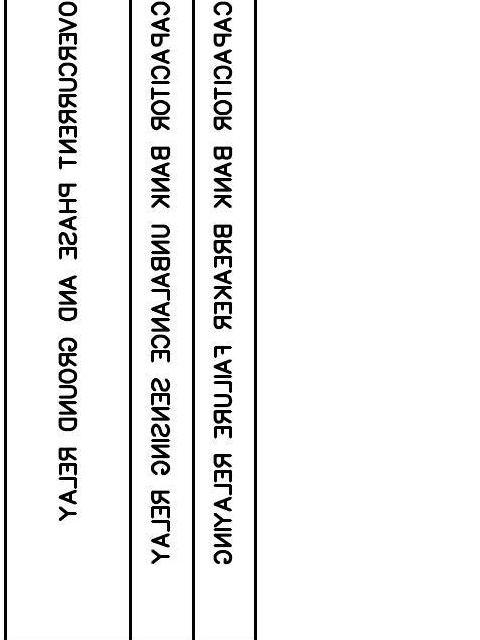 OVERCURRENT PHASE AND GROUND RELAY
CAPACITOR BANK UNBALANCE SENSING RELAY
CAPACITOR BANK BREAKER FAILURE RELAYING